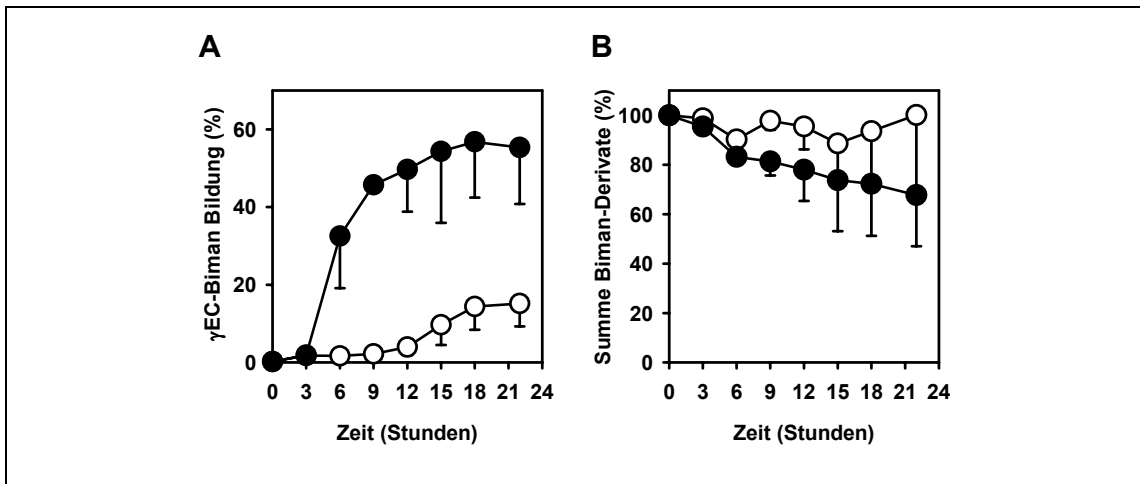 A
B
γEC-Biman Bildung (%)
60
40
20
0
0 3 6 9 12 15 18 21 24
Zeit (Stunden)
Summe Biman-Derivate (%)
100
80
60
40
20
0
0 3 6 9 12 15 18 21 24
Zeit (Stunden)